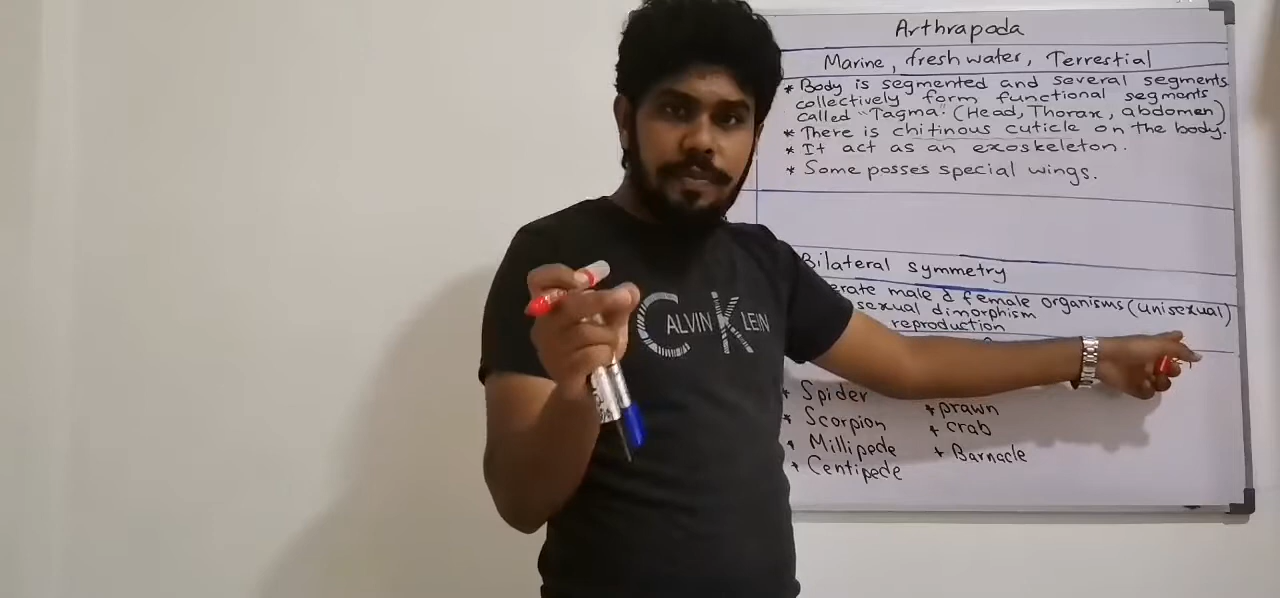 Arthrapoda
Marine, fresh water, Terrestial
* Body is segmented and several segments
collectively form functional segments
called "Tagma". (Head, Thorax, abdomen)
* There is chitinous cuticle on the body.
* It act as an exoskeleton.
* Some posses special wings.
Bilateral symmetry
male & female organisms (unisexual)
sexual dimorphism
reproduction
* Spider
* Scorpion
* Millipede
* Centipede
* prawn
* crab
* Barnacle
CALVIN KLEIN